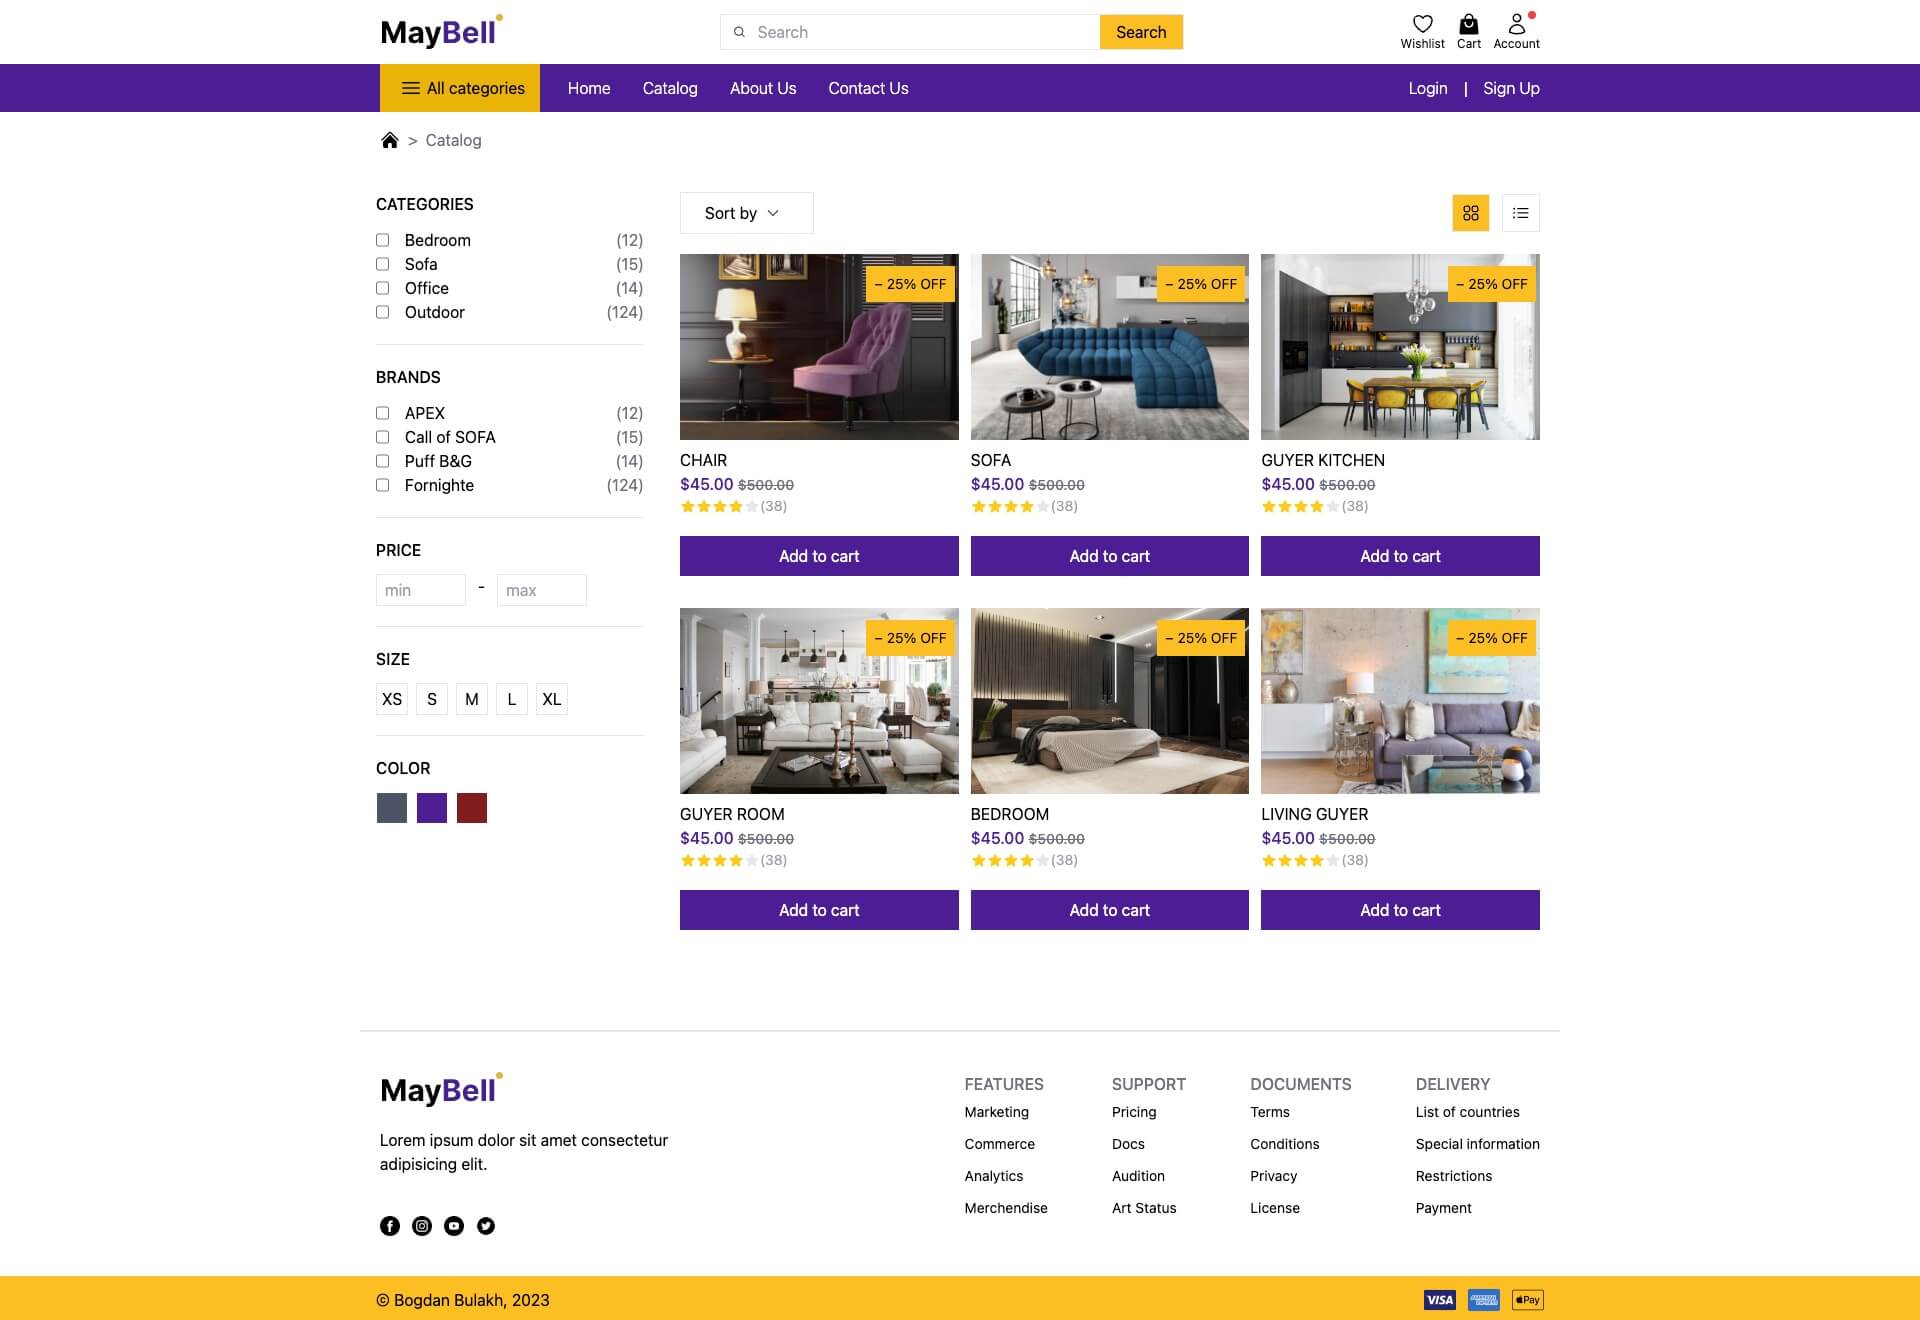 MayBell
Search
Search
Wishlist Cart Account
All categories Home Catalog About Us Contact Us Login | Sign Up
> Catalog
CATEGORIES
Bedroom (12)
Sofa (15)
Office (14)
Outdoor (124)
BRANDS
APEX (12)
Call of SOFA (15)
Puff B&G (14)
Fornighte (124)
PRICE
min - max
SIZE
XS S M L XL
COLOR
Sort by
– 25% OFF
CHAIR
$45.00 $500.00
(38)
Add to cart
– 25% OFF
SOFA
$45.00 $500.00
(38)
Add to cart
– 25% OFF
GUYER KITCHEN
$45.00 $500.00
(38)
Add to cart
– 25% OFF
GUYER ROOM
$45.00 $500.00
(38)
Add to cart
– 25% OFF
BEDROOM
$45.00 $500.00
(38)
Add to cart
– 25% OFF
LIVING GUYER
$45.00 $500.00
(38)
Add to cart
MayBell
Lorem ipsum dolor sit amet consectetur
adipisicing elit.
FEATURES
Marketing
Commerce
Analytics
Merchendise
SUPPORT
Pricing
Docs
Audition
Art Status
DOCUMENTS
Terms
Conditions
Privacy
License
DELIVERY
List of countries
Special information
Restrictions
Payment
© Bogdan Bulakh, 2023
VISA AMERICAN EXPRESS Pay